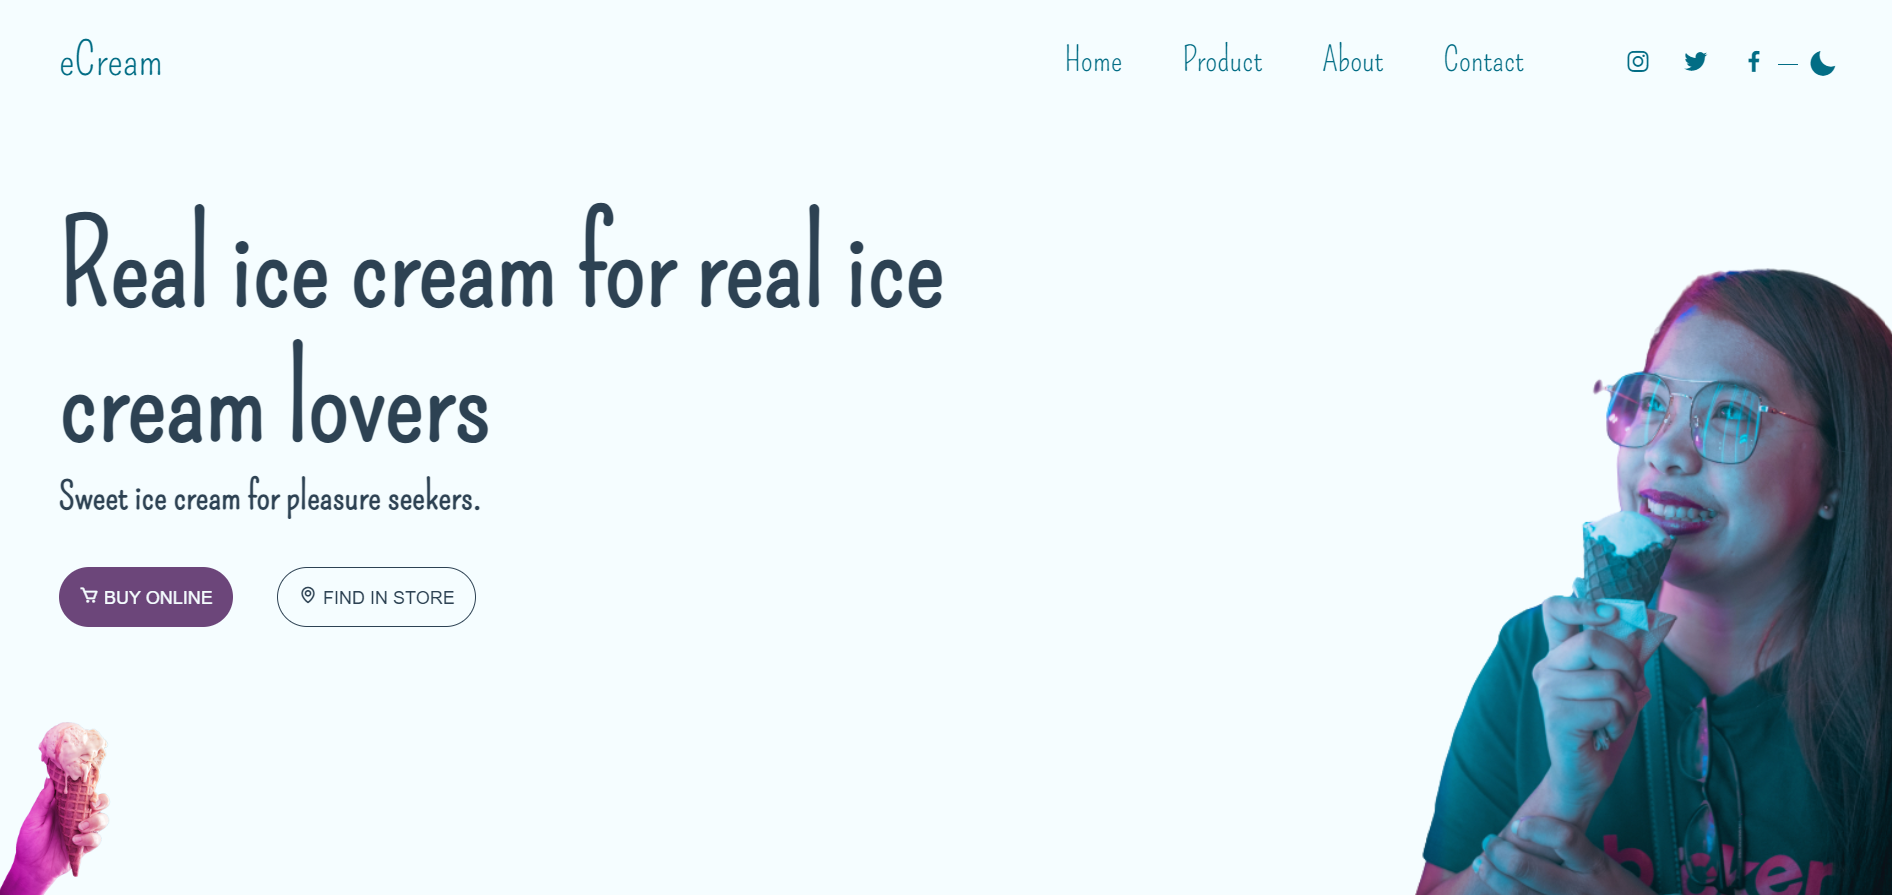 eCream
Home Product About Contact
Real ice cream for real ice
cream lovers
Sweet ice cream for pleasure seekers.
BUY ONLINE FIND IN STORE